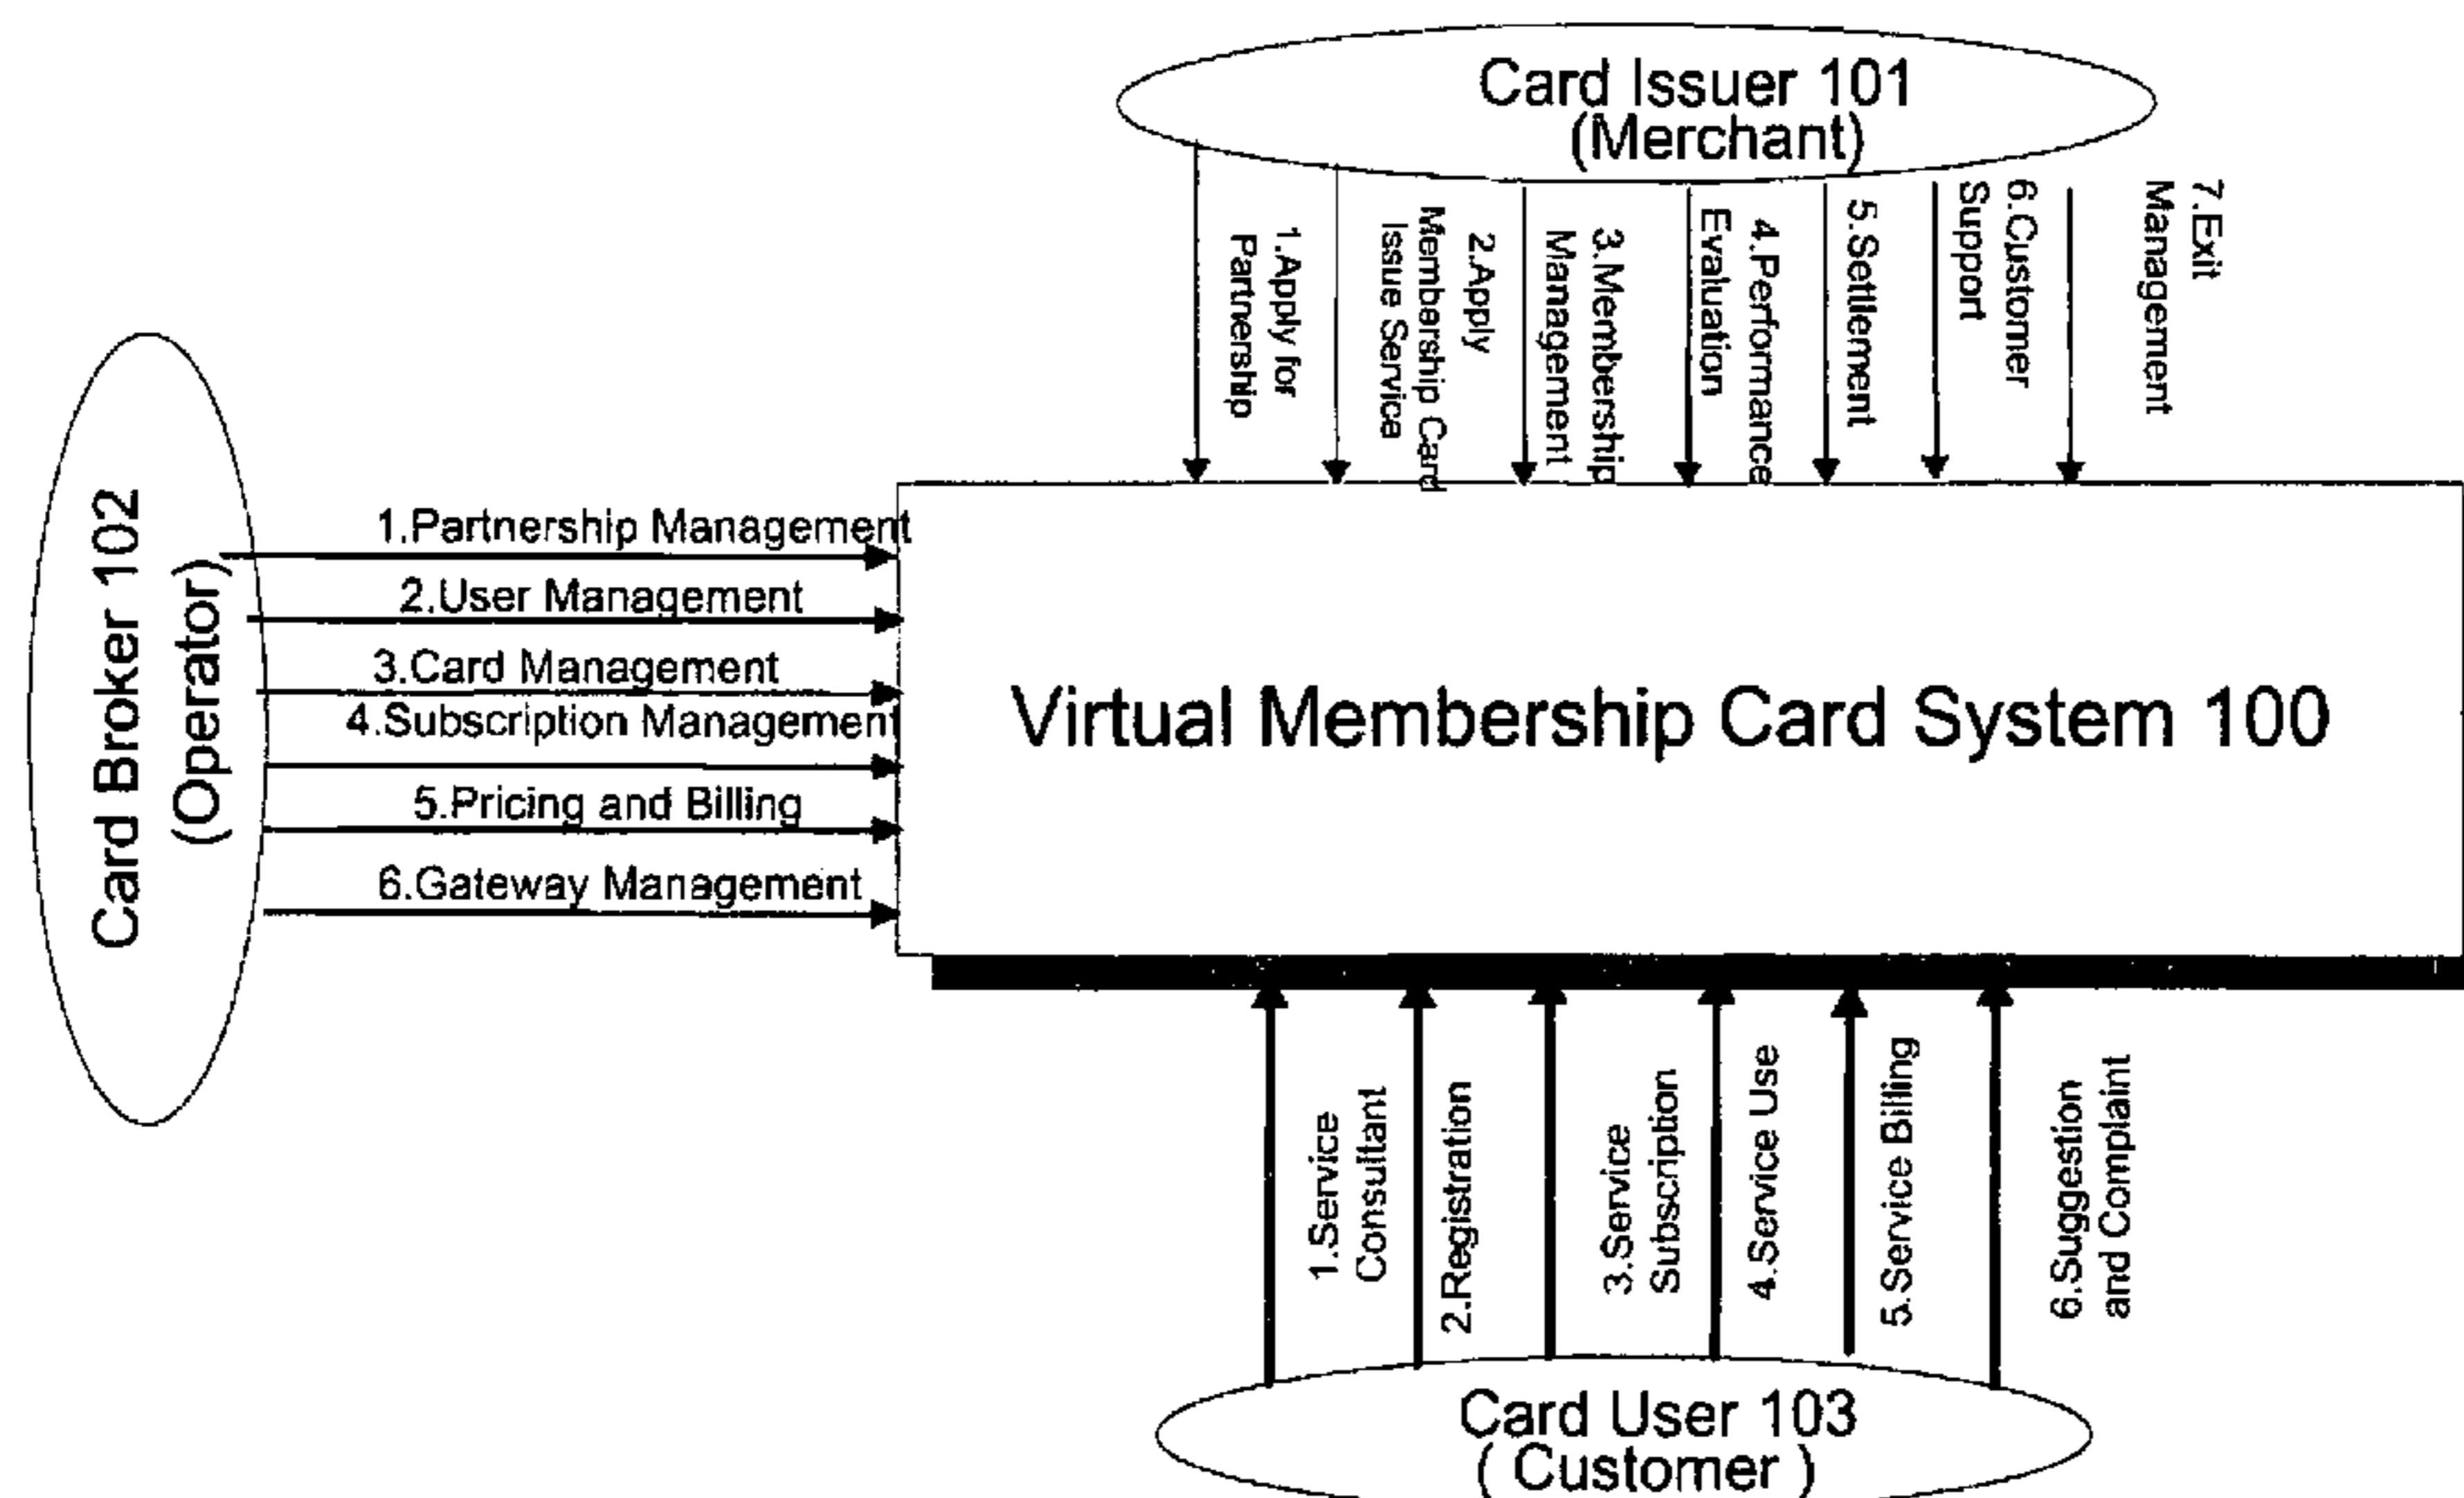 Card Issuer 101
(Merchant)
1.Apply for
Partnership
2.Apply
Membership Card
Issue Service
3.Membership
Management
4.Performance
Evaluation
5.Settlement
6.Customer
Support
7.Exit
Management
Card Broker 102
(Operator)
1.Partnership Management
2.User Management
3.Card Management
4.Subscription Management
5.Pricing and Billing
6.Gateway Management
Virtual Membership Card System 100
1.Service
Consultant
2.Registration
3.Service
Subscription
4.Service Use
5.Service Billing
6.Suggestion
and Complaint
Card User 103
( Customer )